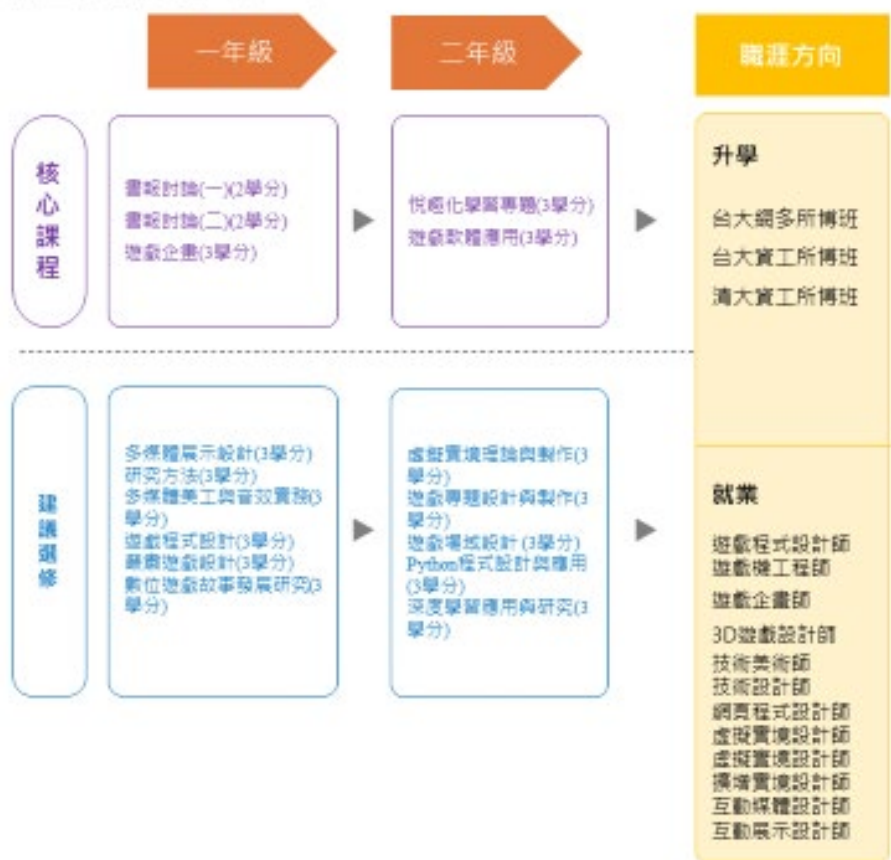 一年級
二年級
職涯方向
核心課程
書報討論(一)(2學分)
書報討論(二)(2學分)
遊戲企畫(3學分)
悅趣化學習專題(3學分)
遊戲軟體應用(3學分)
升學
台大網多所博班
台大資工所博班
清大資工所博班
建議選修
多媒體展示設計(3學分)
研究方法(3學分)
多媒體美工與音效實務(3
學分)
遊戲程式設計(3學分)
嚴肅遊戲設計(3學分)
數位遊戲故事發展研究(3
學分)
虛擬實境理論與製作(3
學分)
遊戲專題設計與製作(3
學分)
遊戲場域設計 (3學分)
Python程式設計與應用
(3學分)
深度學習應用與研究(3
學分)
就業
遊戲程式設計師
遊戲機工程師
遊戲企畫師
3D遊戲設計師
技術美術師
技術設計師
網頁程式設計師
虛擬實境設計師
虛擬實境設計師
擴增實境設計師
互動媒體設計師
互動展示設計師